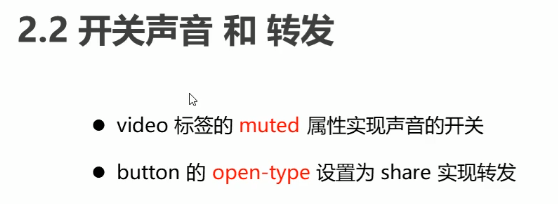 2.2 开关声音 和 转发
● video 标签的 muted 属性实现声音的开关
● button 的 open-type 设置为 share 实现转发